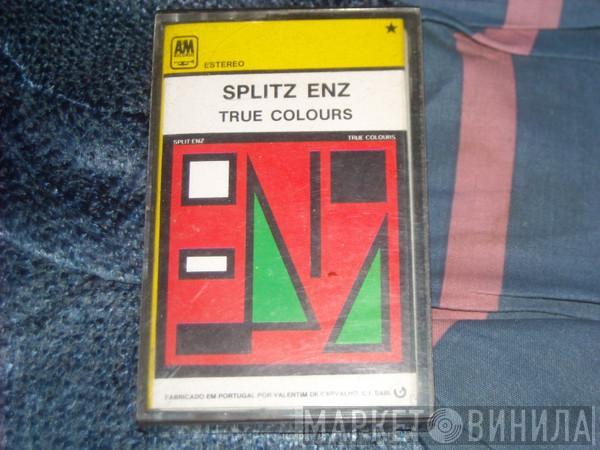 A&M
ESTEREO
SPLITZ ENZ
TRUE COLOURS
SPLIT ENZ TRUE COLOURS
FABRICADO EM PORTUGAL POR VALENTIM DE CARVALHO, C.I. SARL
МАРКЕТ ВИНИЛА